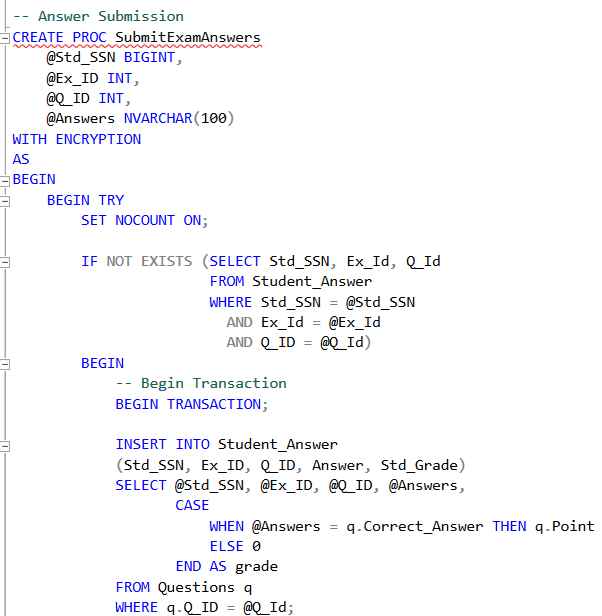 -- Answer Submission
CREATE PROC SubmitExamAnswers
@Std_SSN BIGINT,
@Ex_ID INT,
@Q_ID INT,
@Answers NVARCHAR(100)
WITH ENCRYPTION
AS
BEGIN
BEGIN TRY
SET NOCOUNT ON;
IF NOT EXISTS (SELECT Std_SSN, Ex_Id, Q_Id
FROM Student_Answer
WHERE Std_SSN = @Std_SSN
AND Ex_Id = @Ex_Id
AND Q_ID = @Q_Id)
BEGIN
-- Begin Transaction
BEGIN TRANSACTION;
INSERT INTO Student_Answer
(Std_SSN, Ex_ID, Q_ID, Answer, Std_Grade)
SELECT @Std_SSN, @Ex_ID, @Q_ID, @Answers,
CASE
WHEN @Answers = q.Correct_Answer THEN q.Point
ELSE 0
END AS grade
FROM Questions q
WHERE q.Q_ID = @Q_Id;